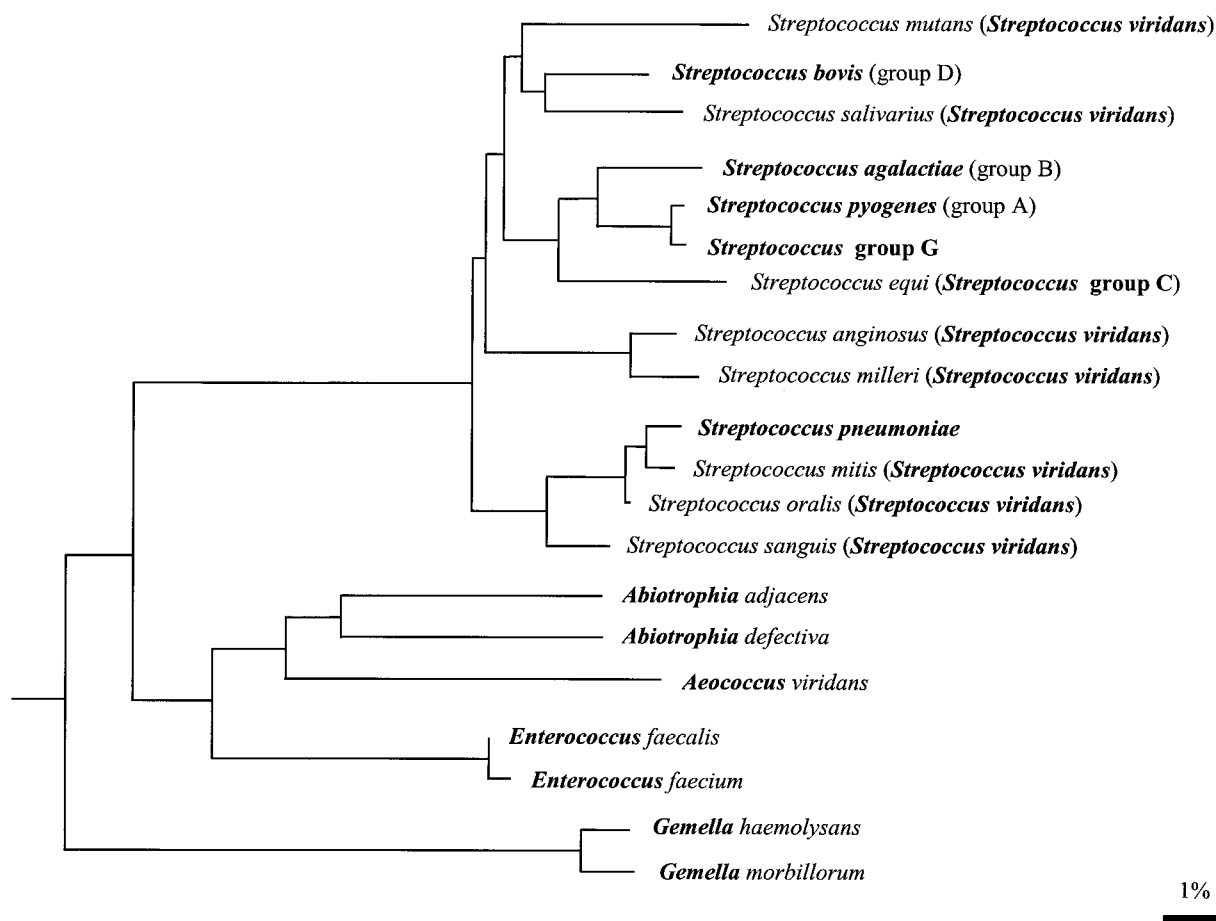 Streptococcus mutans (Streptococcus viridans)
Streptococcus bovis (group D)
Streptococcus salivarius (Streptococcus viridans)
Streptococcus agalactiae (group B)
Streptococcus pyogenes (group A)
Streptococcus group G
Streptococcus equi (Streptococcus group C)
Streptococcus anginosus (Streptococcus viridans)
Streptococcus milleri (Streptococcus viridans)
Streptococcus pneumoniae
Streptococcus mitis (Streptococcus viridans)
Streptococcus oralis (Streptococcus viridans)
Streptococcus sanguis (Streptococcus viridans)
Abiotrophia adjacens
Abiotrophia defectiva
Aeococcus viridans
Enterococcus faecalis
Enterococcus faecium
Gemella haemolysans
Gemella morbillorum
1%